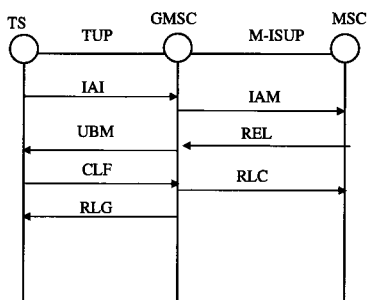 TS TUP GMSC M-ISUP MSC
IAI
IAM
UBM
REL
CLF
RLC
RLG